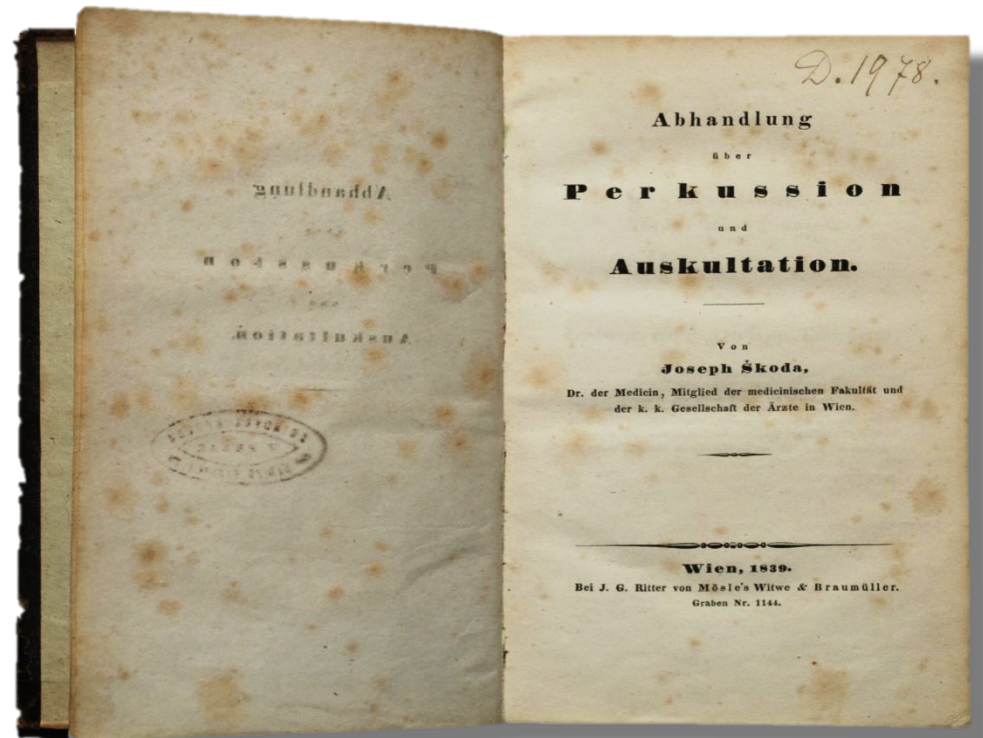 D. 1978.
Abhandlung
über
Perkussion
und
Auskultation.
Von
Joseph Škoda,
Dr. der Medicin, Mitglied der medicinischen Fakultät und
der k. k. Gesellschaft der Ärzte in Wien.
Wien, 1839.
Bei J. G. Ritter von Mösle's Witwe & Braumüller.
Graben Nr. 1144.